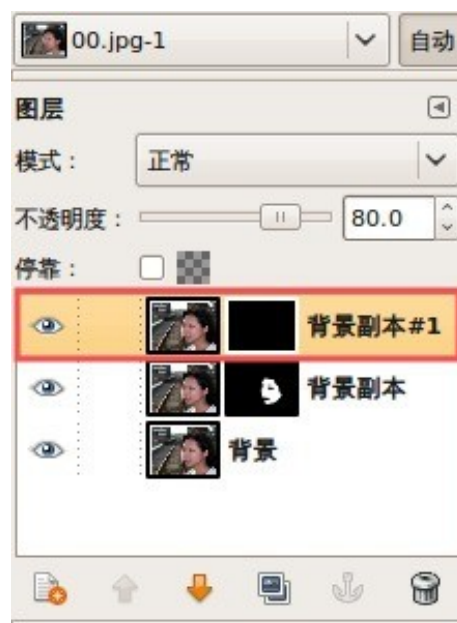 00.jpg-1 自动
图层
模式： 正常
不透明度： 80.0
停靠：
背景副本#1
背景副本
背景